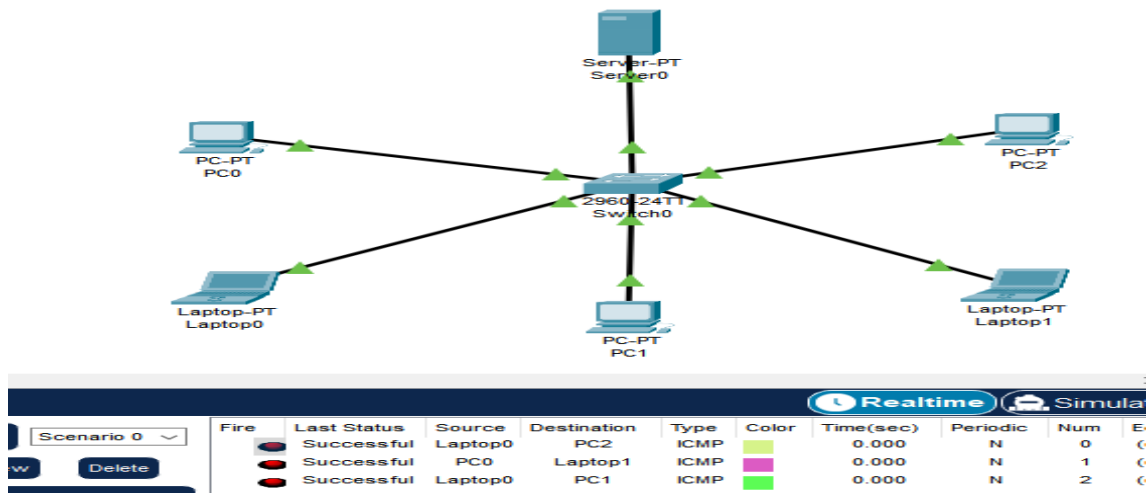 Server-PT
Server0
PC-PT
PC0
PC-PT
PC2
2960-24TT
Switch0
Laptop-PT
Laptop0
PC-PT
PC1
Laptop-PT
Laptop1
Realtime
Scenario 0
Delete
Fire Last Status Source Destination Type Color Time(sec) Periodic Num
Successful Laptop0 PC2 ICMP 0.000 N 0
Successful PC0 Laptop1 ICMP 0.000 N 1
Successful Laptop0 PC1 ICMP 0.000 N 2